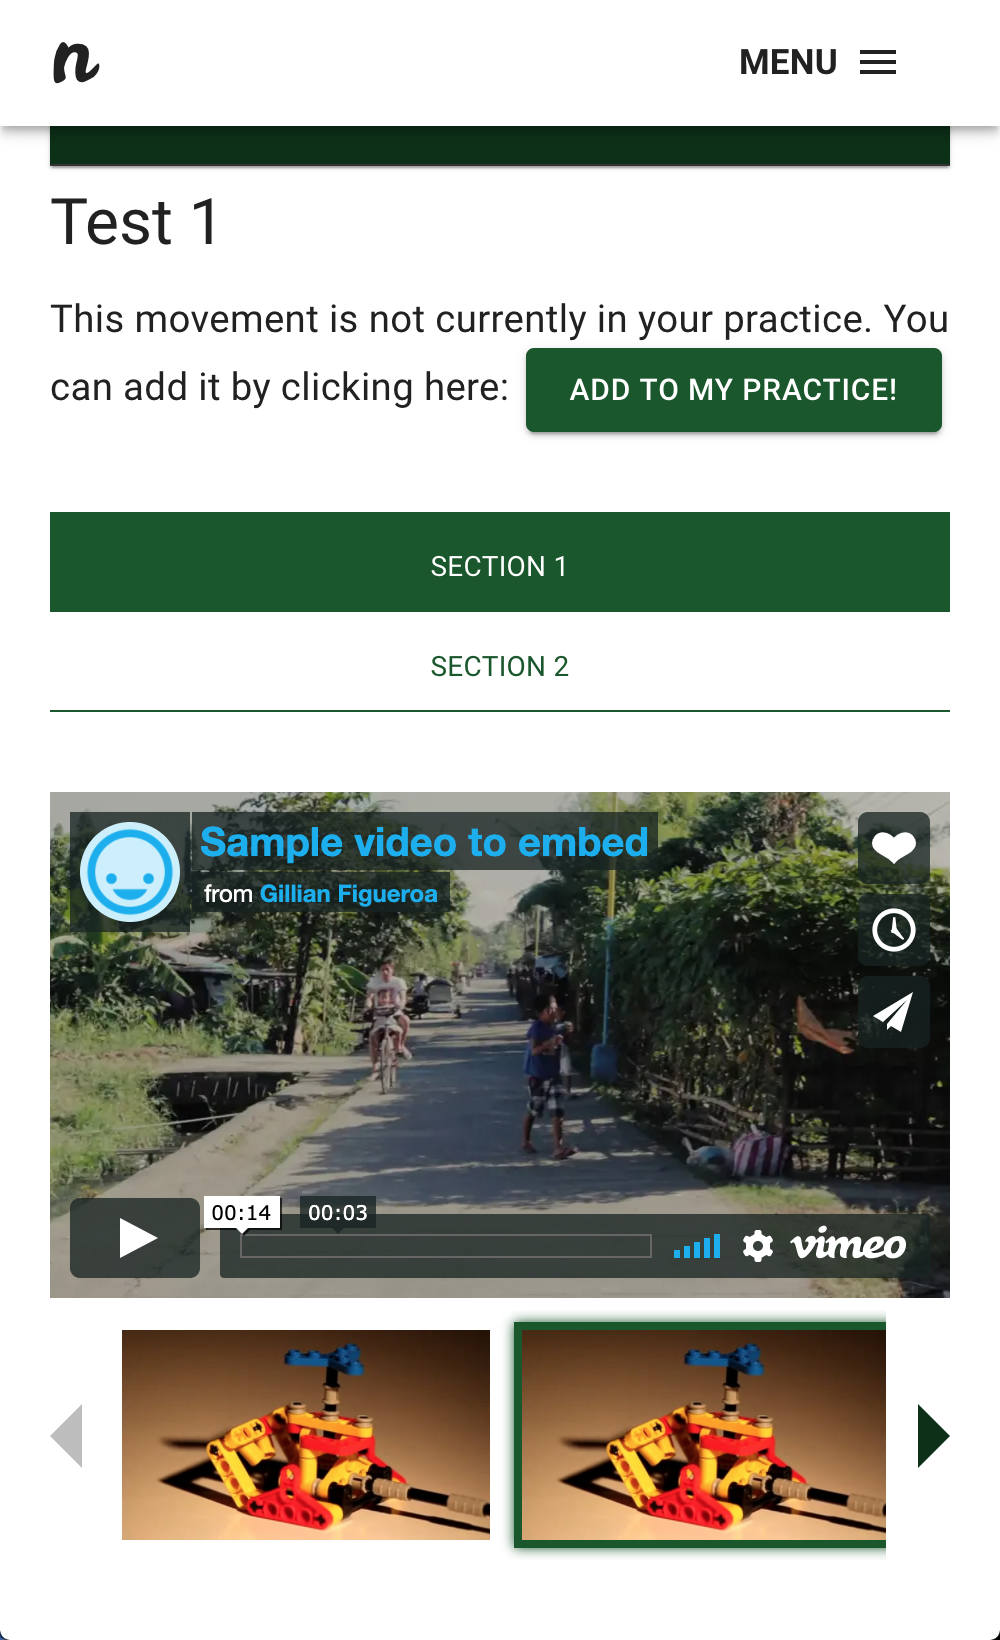 n
MENU
Test 1
This movement is not currently in your practice. You
can add it by clicking here:
ADD TO MY PRACTICE!
SECTION 1
SECTION 2
Sample video to embed
from Gillian Figueroa
00:14
00:03
vimeo